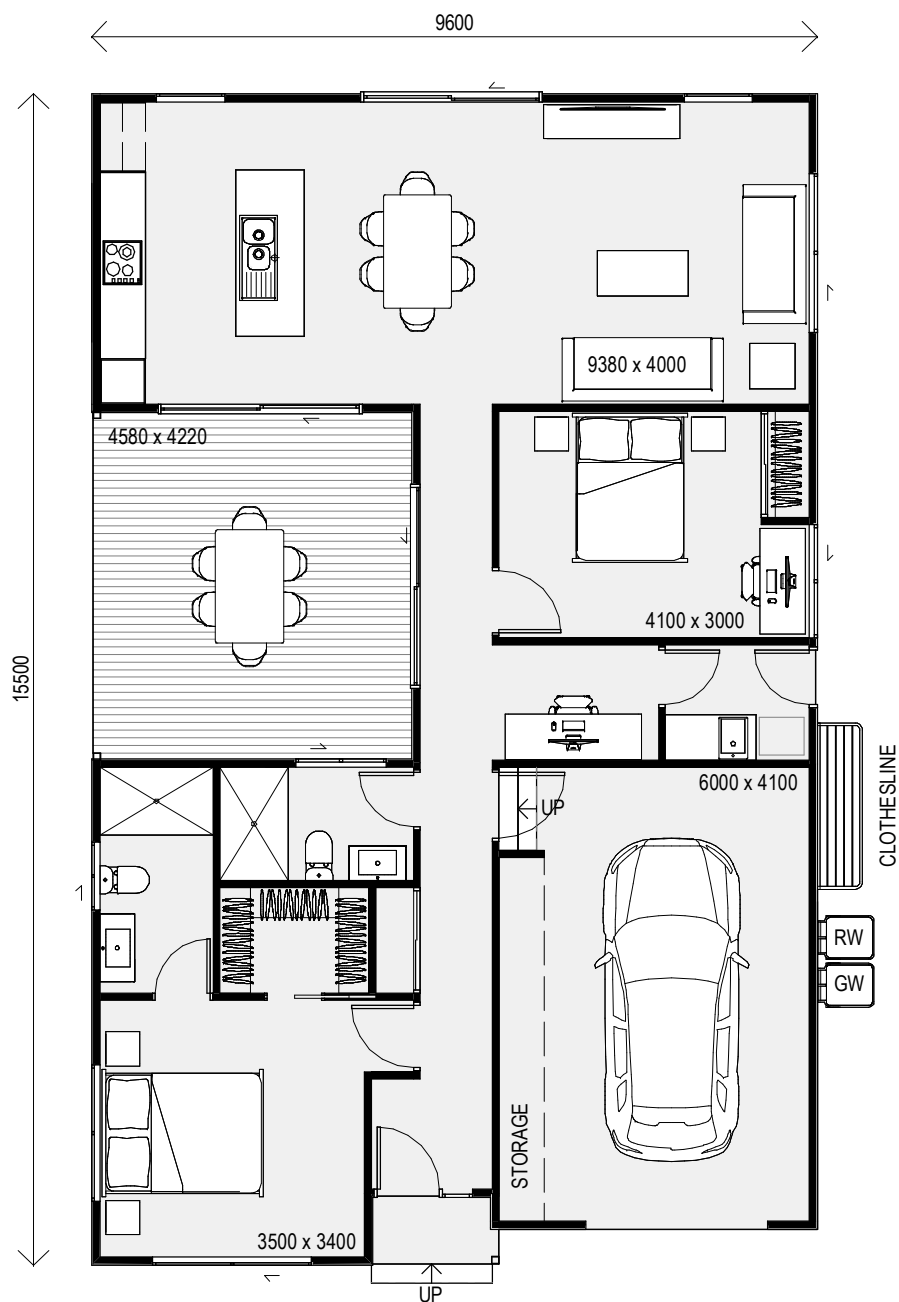 9600
9380 x 4000
4580 x 4220
4100 x 3000
15500
6000 x 4100
UP
CLOTHESLINE
RW
GW
STORAGE
3500 x 3400
UP